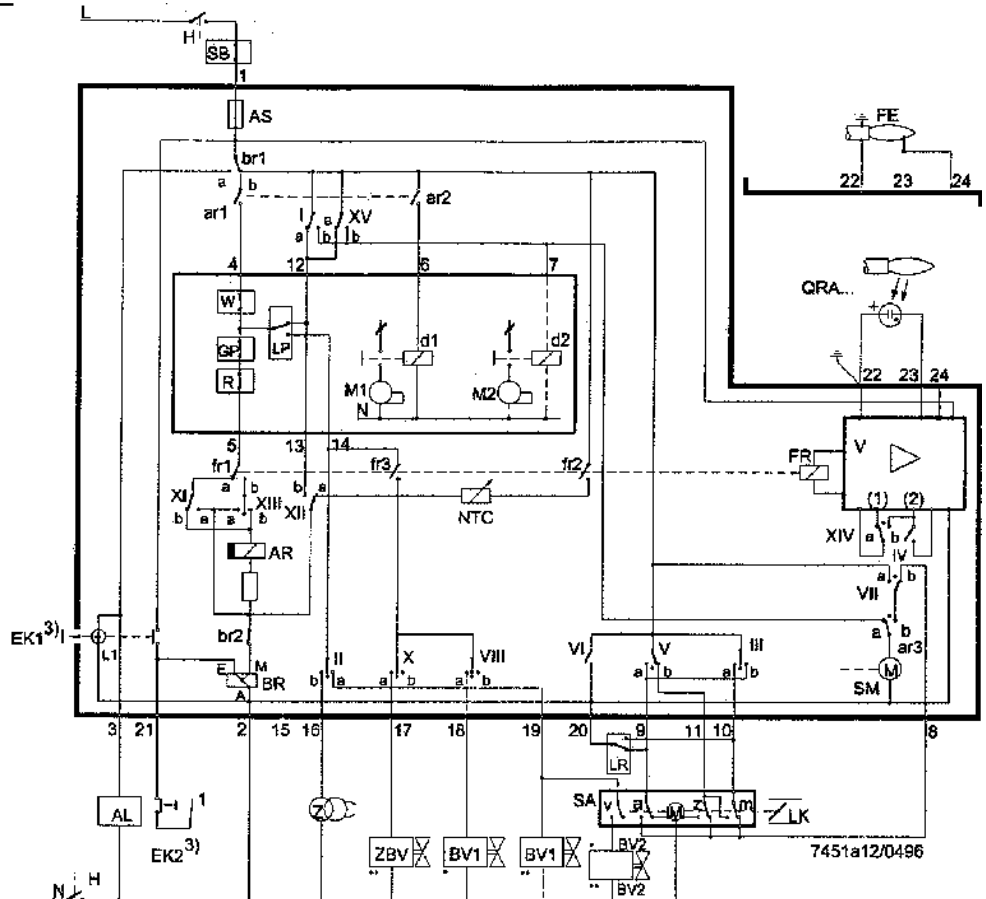 L
H
SB
1
AS
FE
br1
22 23 24
a b
ar1
ar2
I
a XV
a b b
4 12 6 7
QRA...
+
W
LP
d1
d2
GP
22 23 24
R
M1
M2
N
V
5 13 14
fr1
fr3
fr2
FR
XI
a b
b a a b
XIII
b a
XII
NTC
(1) (2)
XIV
a b
IV
AR
a b
VII
EK1 3)
L1
br2
a b
ar3
II
X
VIII
VI
V
III
E M
M
BR
b a
a b
a b
a b
a b
SM
A
3 21 2 15 16 17 18 19 20 9 11 10 8
LR
AL
1
SA
v a M z m
LK
EK2 3)
Z
7451a12/0496
ZBV
BV1
BV1
BV2
BV2
N H